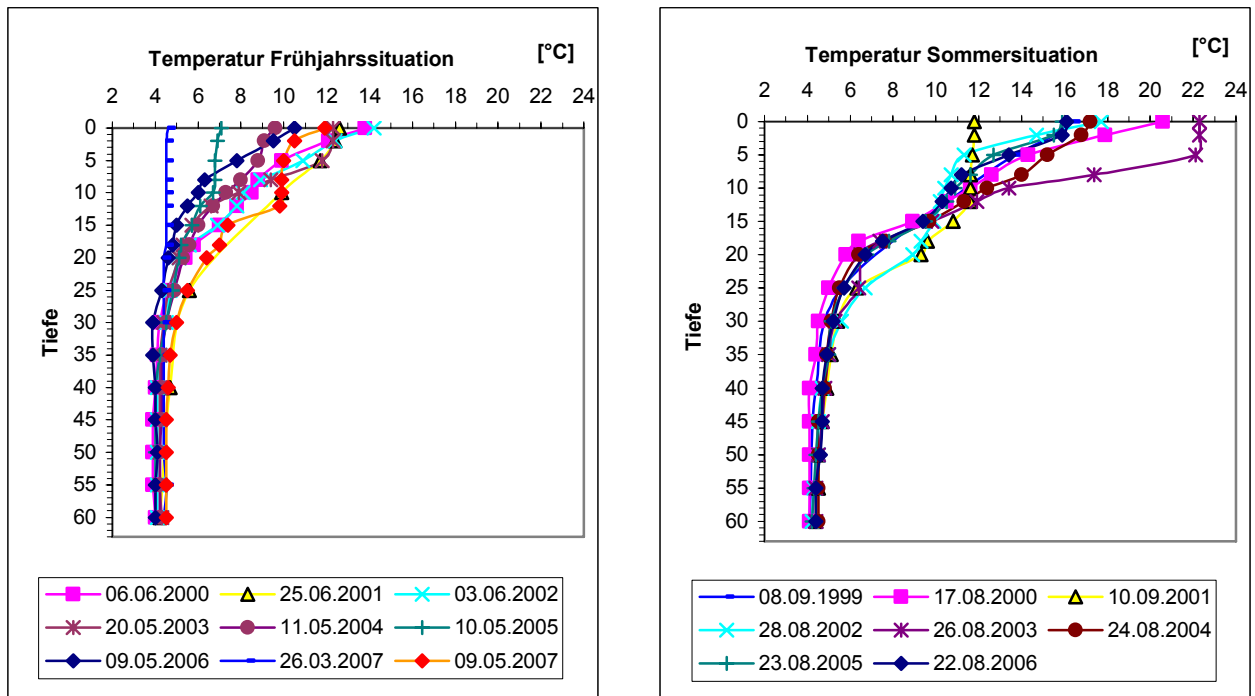 Temperatur Frühjahrssituation [°C]
2 4 6 8 10 12 14 16 18 20 22 24
0
5
10
15
20
25
30
35
40
45
50
55
60
Tiefe
06.06.2000 25.06.2001 03.06.2002
20.05.2003 11.05.2004 10.05.2005
09.05.2006 26.03.2007 09.05.2007
Temperatur Sommersituation [°C]
2 4 6 8 10 12 14 16 18 20 22 24
0
5
10
15
20
25
30
35
40
45
50
55
60
Tiefe
08.09.1999 17.08.2000 10.09.2001
28.08.2002 26.08.2003 24.08.2004
23.08.2005 22.08.2006